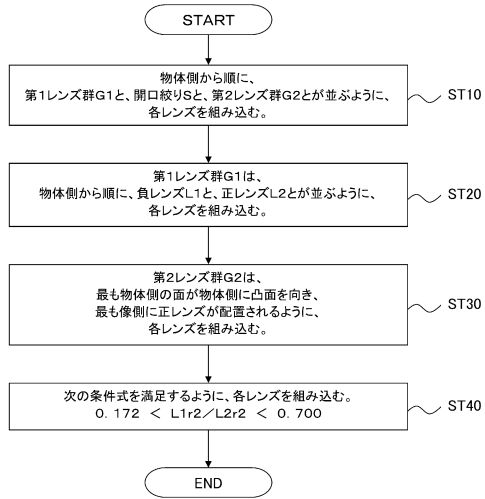 START
物体側から順に、
第1レンズ群G1と、開口絞りSと、第2レンズ群G2とが並ぶように、
各レンズを組み込む。
ST10
第1レンズ群G1は、
物体側から順に、負レンズL1と、正レンズL2とが並ぶように、
各レンズを組み込む。
ST20
第2レンズ群G2は、
最も物体側の面が物体側に凸面を向き、
最も像側に正レンズが配置されるように、
各レンズを組み込む。
ST30
次の条件式を満足するように、各レンズを組み込む。
0.172 < L1r2/L2r2 < 0.700
ST40
END